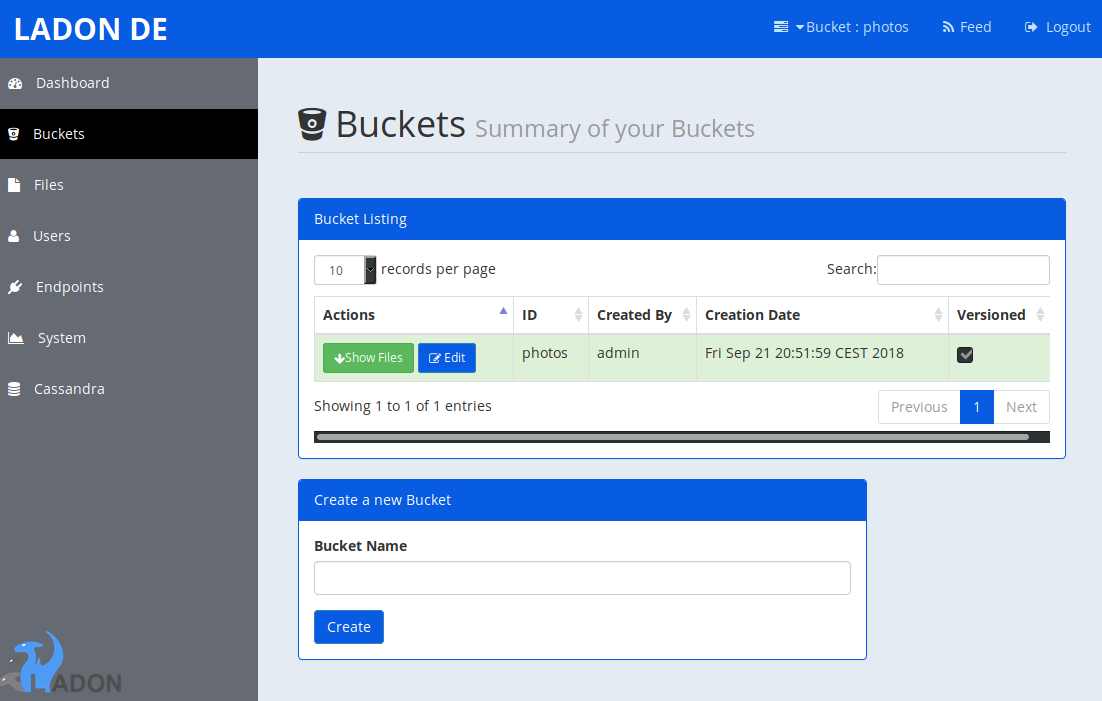 LADON DE
Bucket : photos Feed Logout
Dashboard
Buckets
Files
Users
Endpoints
System
Cassandra
ADON
Buckets Summary of your Buckets
Bucket Listing
10 records per page Search:
Actions ID Created By Creation Date Versioned
Show Files Edit photos admin Fri Sep 21 20:51:59 CEST 2018
Showing 1 to 1 of 1 entries Previous 1 Next
Create a new Bucket
Bucket Name
Create